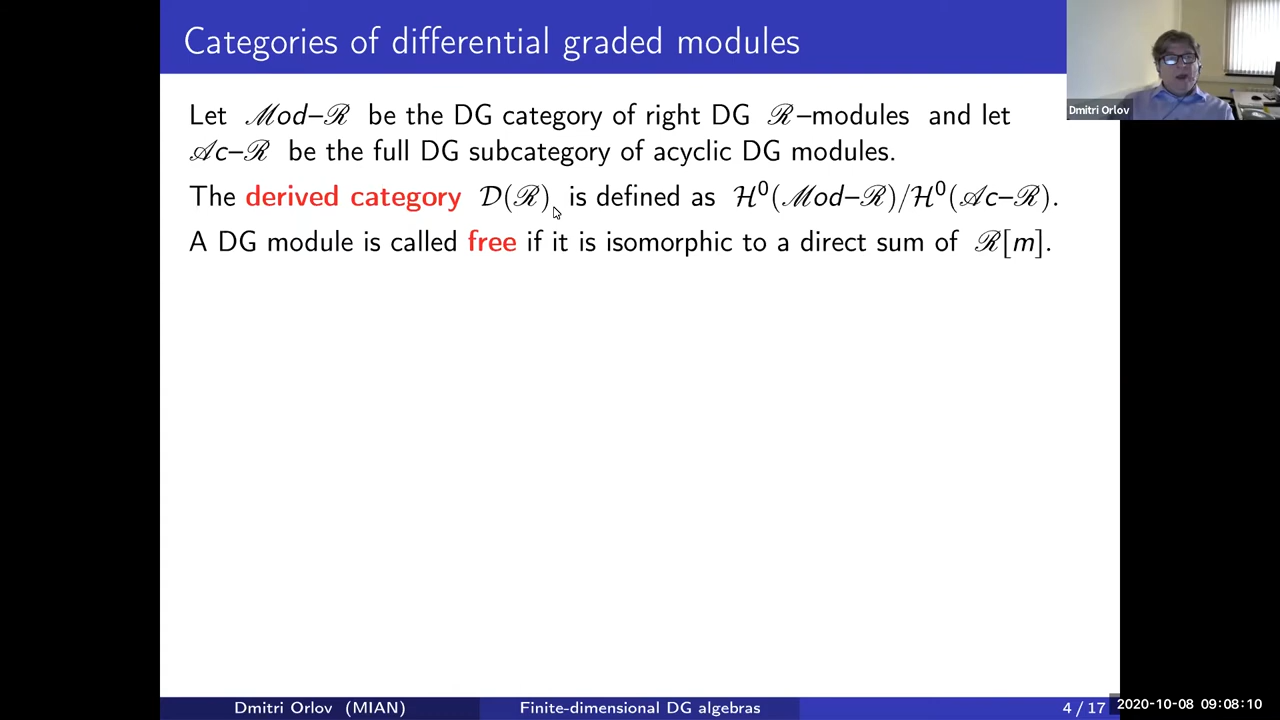 Categories of differential graded modules
Dmitri Orlov
Let ℳod–ℛ be the DG category of right DG ℛ–modules and let
𝒜c–ℛ be the full DG subcategory of acyclic DG modules.
The derived category 𝒟(ℛ) is defined as ℋ⁰(ℳod–ℛ)/ℋ⁰(𝒜c–ℛ).
A DG module is called free if it is isomorphic to a direct sum of ℛ[m].
Dmitri Orlov (MIAN) Finite-dimensional DG algebras 4 / 17
2020-10-08 09:08:10